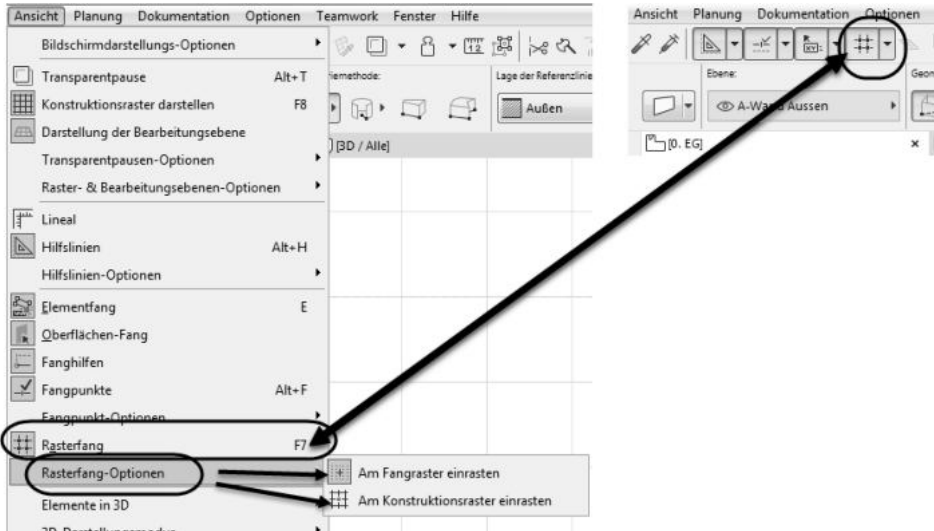 Ansicht Planung Dokumentation Optionen Teamwork Fenster Hilfe
Bildschirmdarstellungs-Optionen
Transparentpause Alt+T
Konstruktionsraster darstellen F8
Darstellung der Bearbeitungsebene
Transparentpausen-Optionen
Raster- & Bearbeitungsebenen-Optionen
Lineal
Hilfslinien Alt+H
Hilfslinien-Optionen
Elementfang E
Oberflächen-Fang
Fanghilfen
Fangpunkte Alt+F
Fangpunkt-Optionen
Rasterfang F7
Rasterfang-Optionen
Elemente in 3D
3D-Darstellungsmodus
Am Fangraster einrasten
Am Konstruktionsraster einrasten
Lage der Referenzlinie
Außen
[3D / Alle]
Ansicht Planung Dokumentation Optionen
Ebene:
A-Wand Aussen
[0. EG]